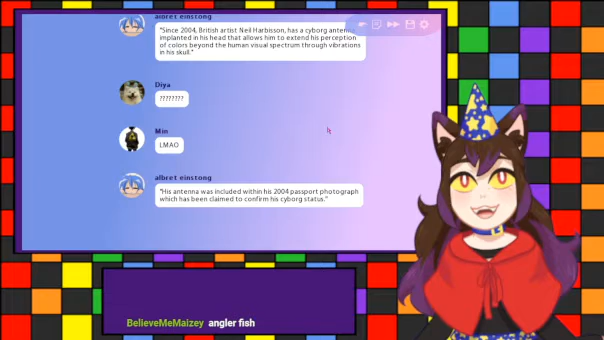 albret einstong
"Since 2004, British artist Neil Harbisson, has a cyborg antenna
implanted in his head that allows him to extend his perception
of colors beyond the human visual spectrum through vibrations
in his skull."
Diya
????????
Min
LMAO
albret einstong
"His antenna was included within his 2004 passport photograph
which has been claimed to confirm his cyborg status."
BelieveMeMaizey angler fish